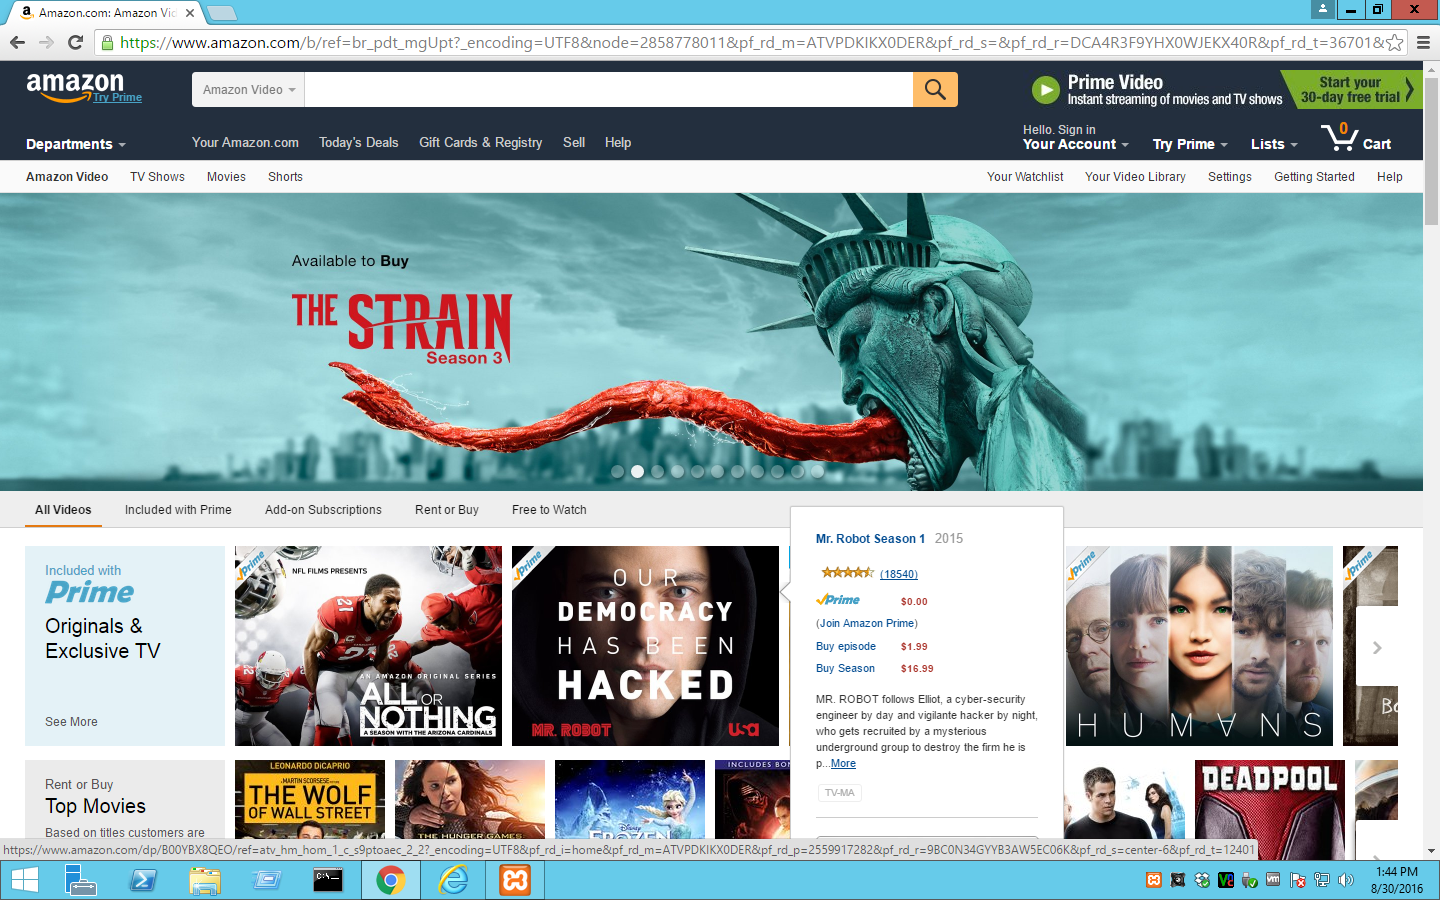 Amazon.com: Amazon Vid
https://www.amazon.com/b/ref=br_pdt_mgUpt?_encoding=UTF8&node=2858778011&pf_rd_m=ATVPDKIKX0DER&pf_rd_s=&pf_rd_r=DCA4R3F9YHX0WJEKX40R&pf_rd_t=36701&
amazon
Try Prime
Amazon Video
Prime Video
Instant streaming of movies and TV shows
Start your
30-day free trial
Departments
Your Amazon.com
Today's Deals
Gift Cards & Registry
Sell
Help
Hello. Sign in
Your Account
Try Prime
Lists
0
Cart
Amazon Video
TV Shows
Movies
Shorts
Your Watchlist
Your Video Library
Settings
Getting Started
Help
Available to Buy
THE STRAIN
Season 3
All Videos
Included with Prime
Add-on Subscriptions
Rent or Buy
Free to Watch
Included with
Prime
Originals &
Exclusive TV
See More
Prime
NFL FILMS PRESENTS
21
21
AN AMAZON ORIGINAL SERIES
ALL OR
NOTHING
A SEASON WITH THE ARIZONA CARDINALS
Prime
OUR
DEMOCRACY
HAS BEEN
HACKED
MR. ROBOT
USA
Mr. Robot Season 1 2015
(18540)
Prime $0.00
(Join Amazon Prime)
Buy episode $1.99
Buy Season $16.99
MR. ROBOT follows Elliot, a cyber-security
engineer by day and vigilante hacker by night,
who gets recruited by a mysterious
underground group to destroy the firm he is
p...More
TV-MA
Prime
HUMANS
Prime
Rent or Buy
Top Movies
Based on titles customers are
LEONARDO DiCAPRIO
A MARTIN SCORSESE FILM
THE WOLF
OF WALL STREET
THE HUNGER GAMES
Disney
FROZEN
INCLUDES BON
DEADPOOL
https://www.amazon.com/dp/B00YBX8QEO/ref=atv_hm_hom_1_c_s9ptoaec_2_2?_encoding=UTF8&pf_rd_i=home&pf_rd_m=ATVPDKIKX0DER&pf_rd_p=2559917282&pf_rd_r=9BC0N34GYYB3AW5EC06K&pf_rd_s=center-6&pf_rd_t=12401
C:\_
1:44 PM
8/30/2016